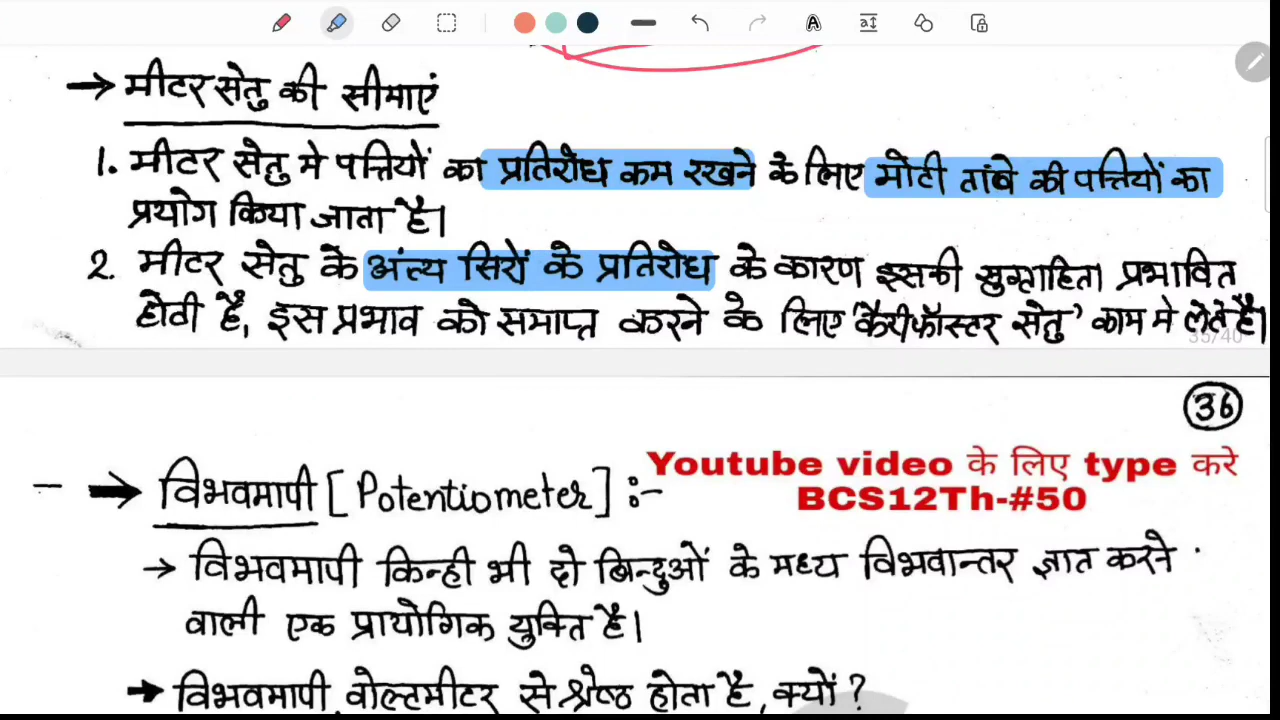 → मीटर सेतु की सीमाएं
1. मीटर सेतु मे पत्तियों का प्रतिरोध कम रखने के लिए मोटी तांबे की पत्तियों का
प्रयोग किया जाता है।
2. मीटर सेतु के अंत्य सिरों के प्रतिरोध के कारण इसकी सुग्राहिता प्रभावित
होती है, इस प्रभाव को समाप्त करने के लिए 'कैरीफॉस्टर सेतु' काम मे लेते है।
35/40
36
→ विभवमापी [Potentiometer] :-
Youtube video के लिए type करे
BCS12Th-#50
→ विभवमापी किन्ही भी दो बिन्दुओं के मध्य विभवान्तर ज्ञात करने
वाली एक प्रायोगिक युक्ति है।
→ विभवमापी, वोल्टमीटर से श्रेष्ठ होता है, क्यों ?